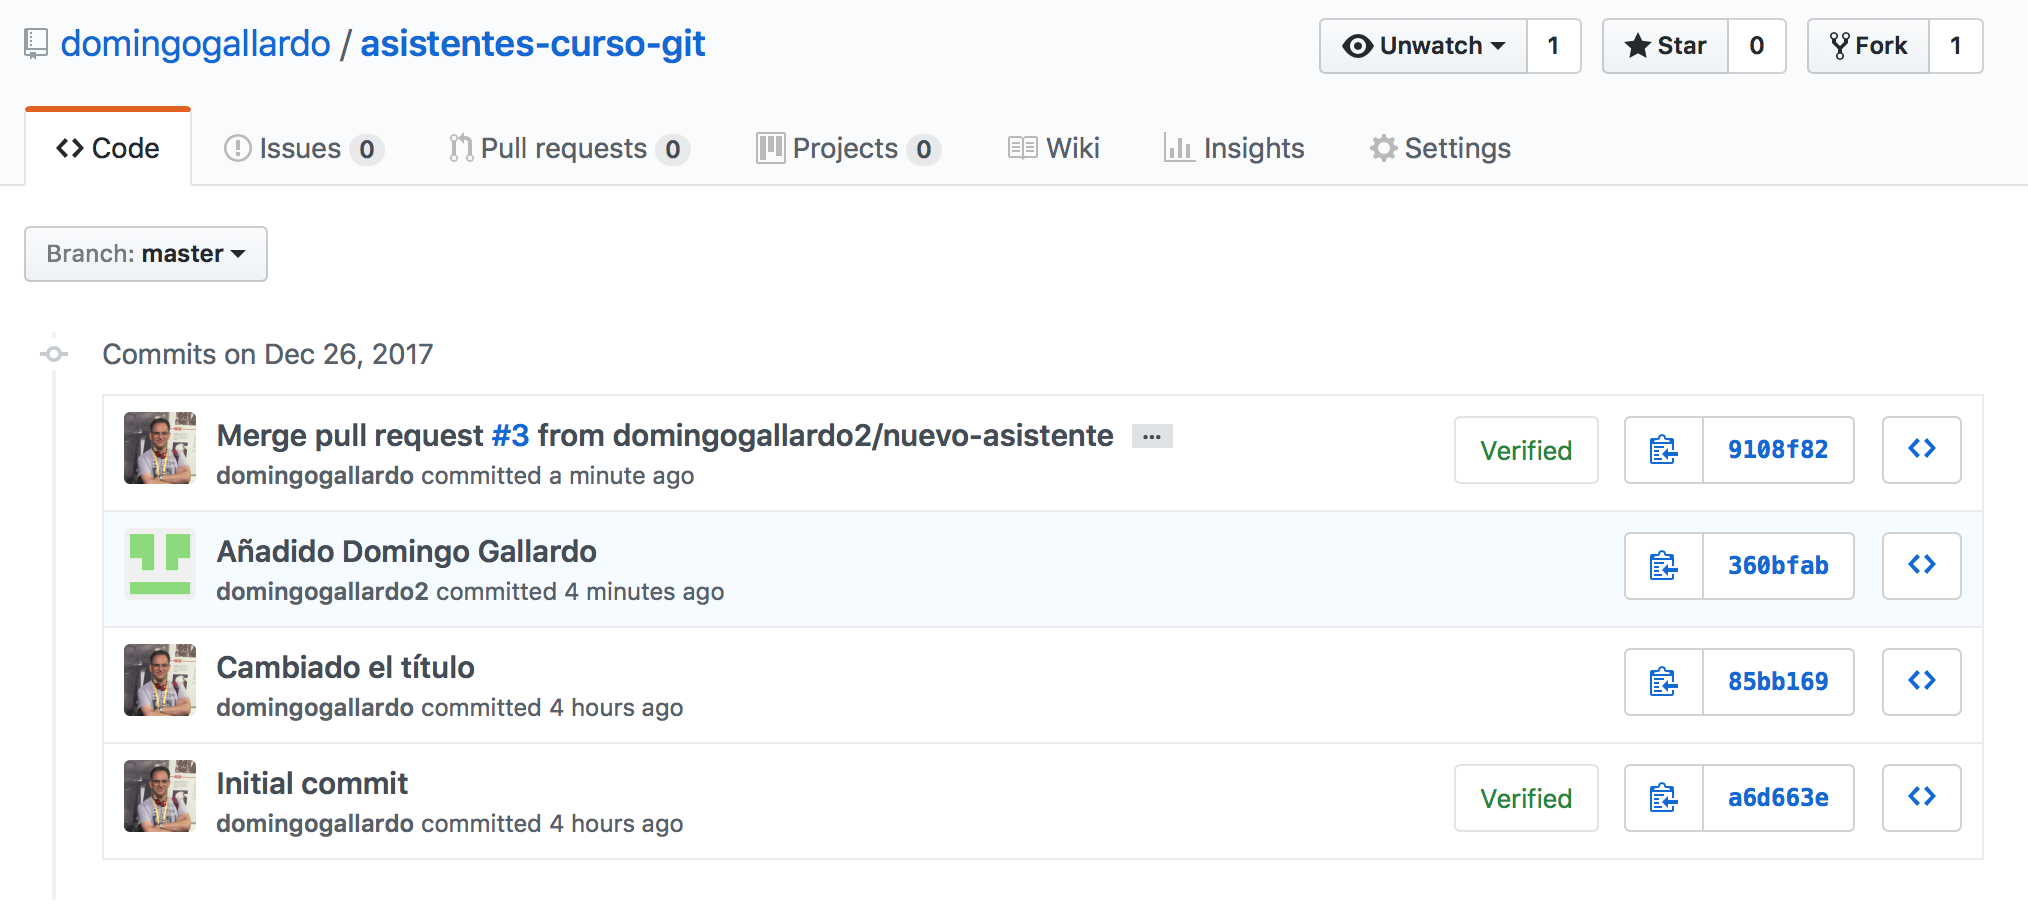 domingogallardo / asistentes-curso-git
Unwatch 1 Star 0 Fork 1
Code Issues 0 Pull requests 0 Projects 0 Wiki Insights Settings
Branch: master
Commits on Dec 26, 2017
Merge pull request #3 from domingogallardo2/nuevo-asistente ...
domingogallardo committed a minute ago
Verified 9108f82
Añadido Domingo Gallardo
domingogallardo2 committed 4 minutes ago
360bfab
Cambiado el título
domingogallardo committed 4 hours ago
85bb169
Initial commit
domingogallardo committed 4 hours ago
Verified a6d663e